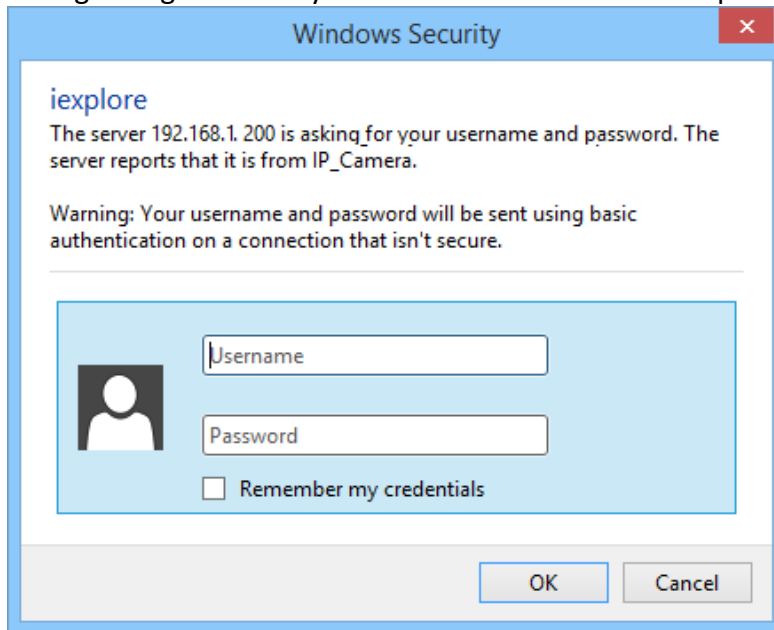 Windows Security
iexplore
The server 192.168.1. 200 is asking for your username and password. The
server reports that it is from IP_Camera.
Warning: Your username and password will be sent using basic
authentication on a connection that isn't secure.
Username
Password
Remember my credentials
OK Cancel